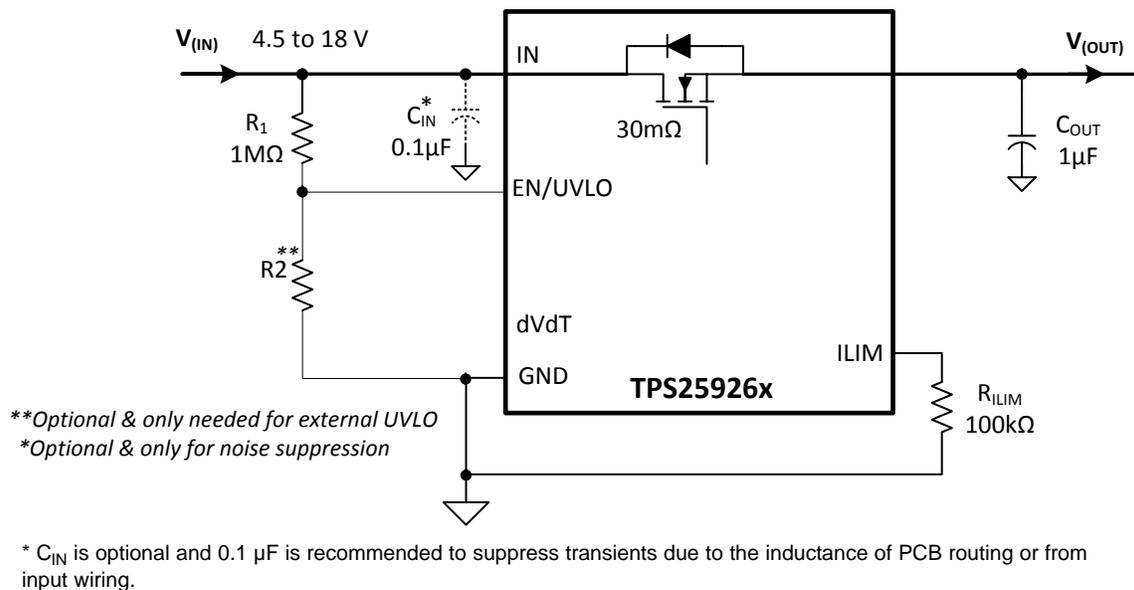 V(IN) 4.5 to 18 V
IN
V(OUT)
R1
1MΩ
CIN*
0.1µF
30mΩ
COUT
1µF
EN/UVLO
R2**
dVdT
GND
ILIM
TPS25926x
RILIM
100kΩ
**Optional & only needed for external UVLO
*Optional & only for noise suppression
* CIN is optional and 0.1 µF is recommended to suppress transients due to the inductance of PCB routing or from
input wiring.